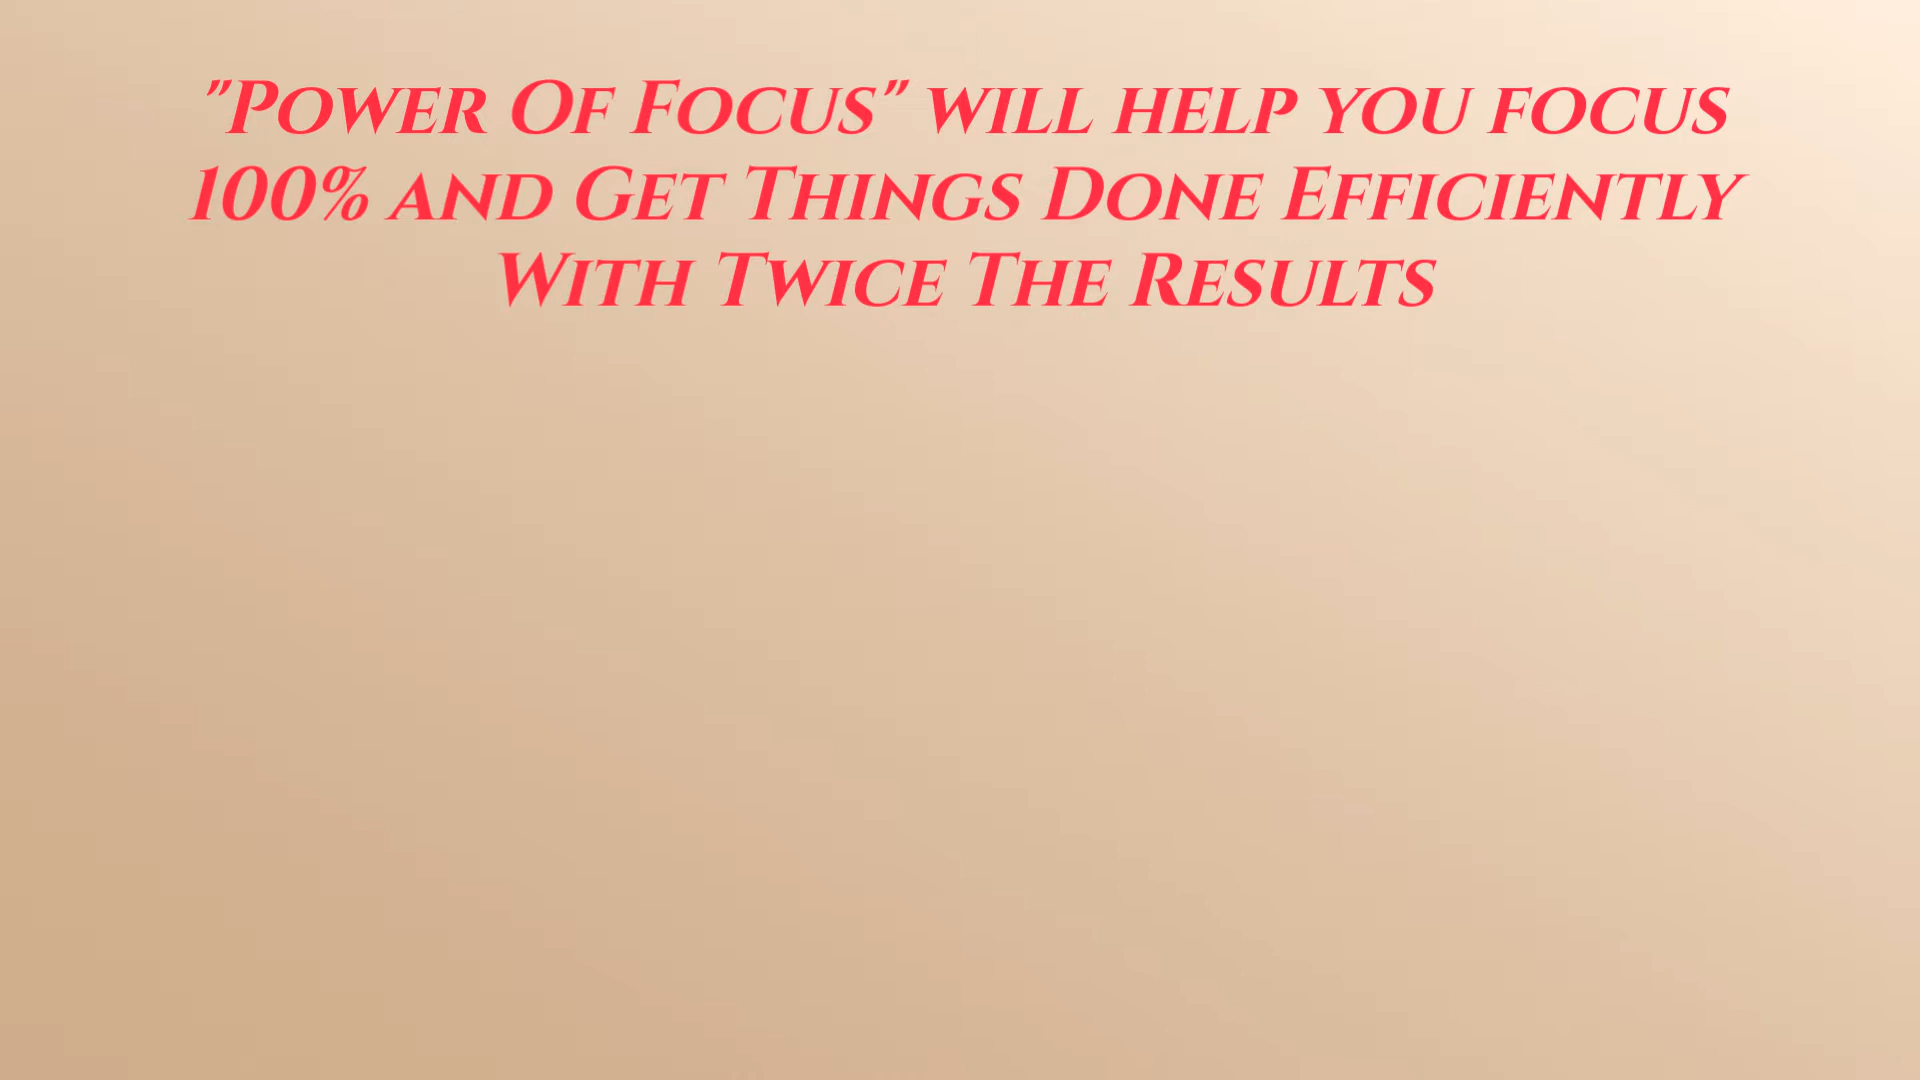 "Power Of Focus" will help you focus
100% and Get Things Done Efficiently
With Twice The Results